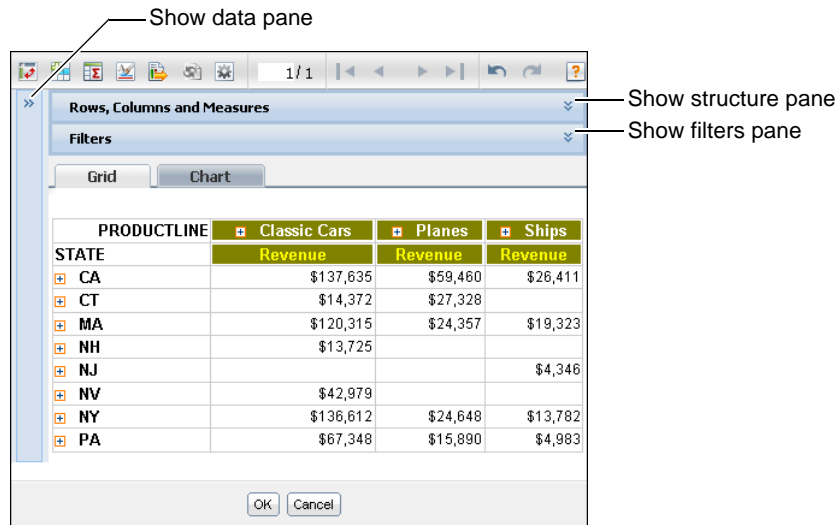 Show data pane
1/1
?
Rows, Columns and Measures
Show structure pane
Filters
Show filters pane
Grid Chart
PRODUCTLINE Classic Cars Planes Ships
STATE Revenue Revenue Revenue
CA $137,635 $59,460 $26,411
CT $14,372 $27,328
MA $120,315 $24,357 $19,323
NH $13,725
NJ $4,346
NV $42,979
NY $136,612 $24,648 $13,782
PA $67,348 $15,890 $4,983
OK Cancel